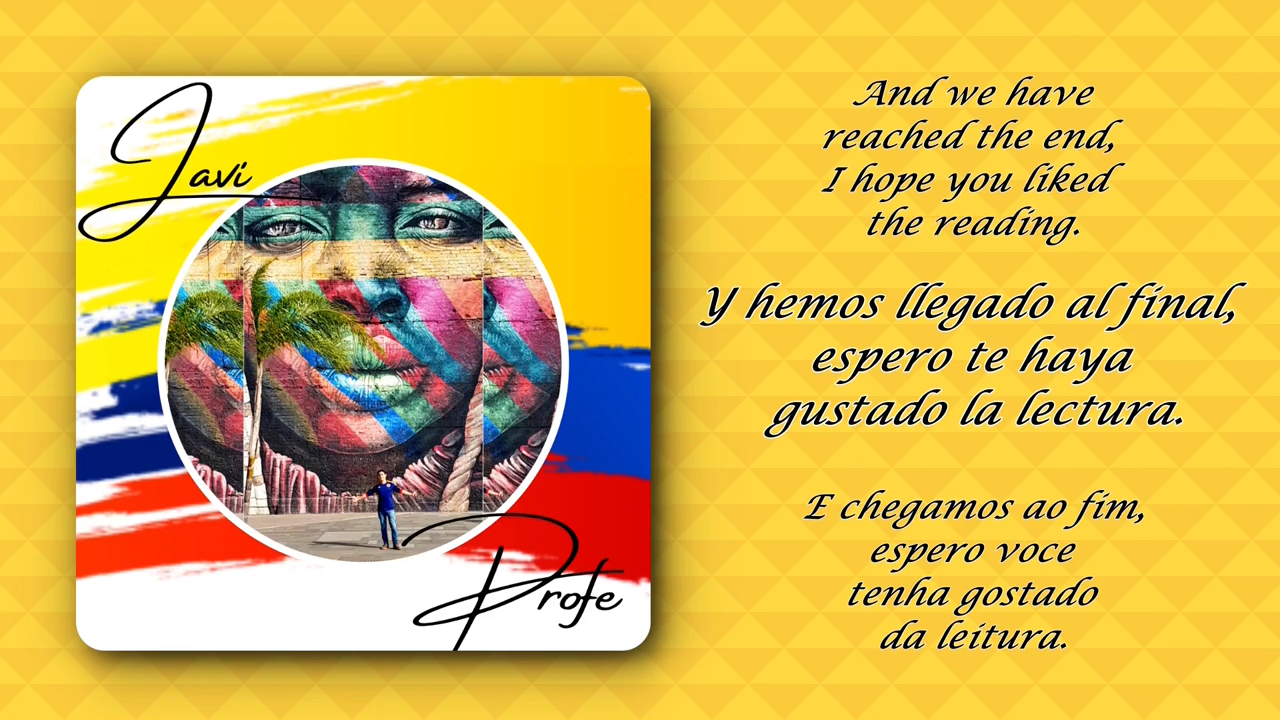 Javi
Profe
And we have
reached the end,
I hope you liked
the reading.
Y hemos llegado al final,
espero te haya
gustado la lectura.
E chegamos ao fim,
espero voce
tenha gostado
da leitura.